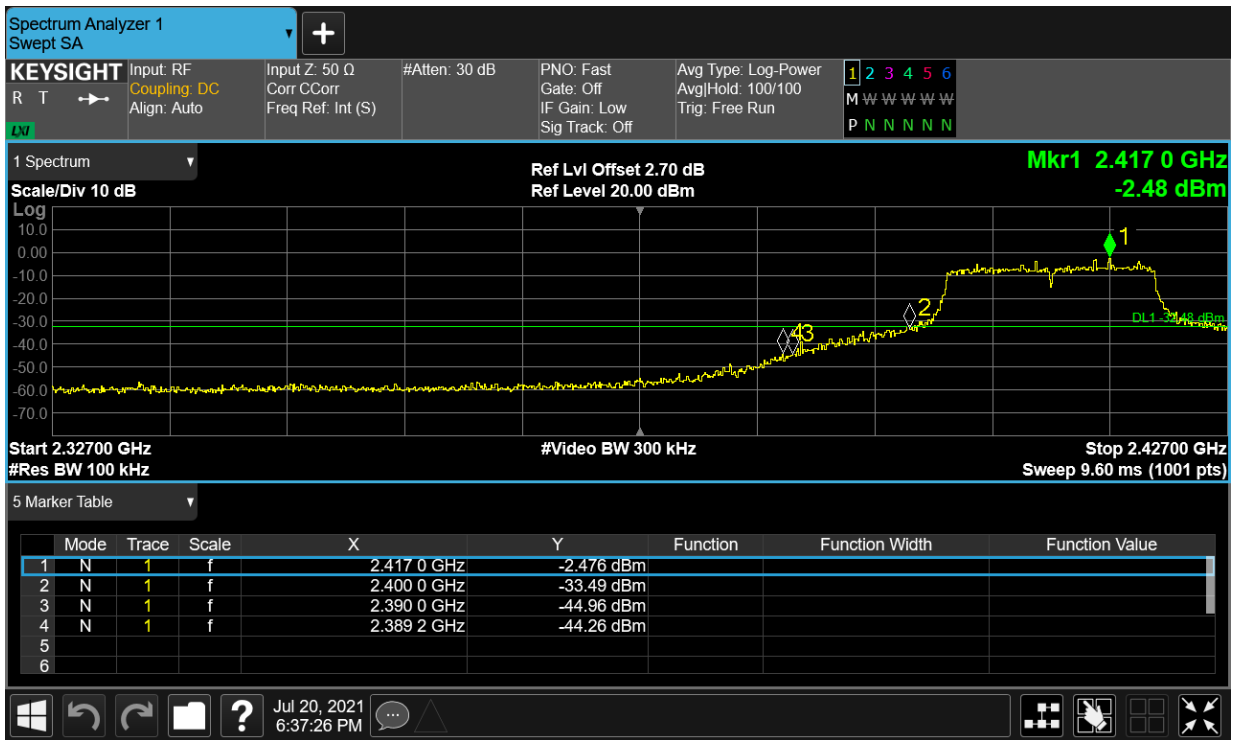 Spectrum Analyzer 1
Swept SA
KEYSIGHT
R T
LXI
Input: RF
Coupling: DC
Align: Auto
Input Z: 50 Ω
Corr CCorr
Freq Ref: Int (S)
#Atten: 30 dB
PNO: Fast
Gate: Off
IF Gain: Low
Sig Track: Off
Avg Type: Log-Power
Avg|Hold: 100/100
Trig: Free Run
1 2 3 4 5 6
M W W W W W
P N N N N N
1 Spectrum
Scale/Div 10 dB
Ref Lvl Offset 2.70 dB
Ref Level 20.00 dBm
Mkr1 2.417 0 GHz
-2.48 dBm
Log
10.0
0.00
-10.0
-20.0
-30.0
-40.0
-50.0
-60.0
-70.0
1
2
43
DL1 -32.48 dBm
Start 2.32700 GHz
#Video BW 300 kHz
Stop 2.42700 GHz
#Res BW 100 kHz
Sweep 9.60 ms (1001 pts)
5 Marker Table
Mode Trace Scale X Y Function Function Width Function Value
1 N 1 f 2.417 0 GHz -2.476 dBm
2 N 1 f 2.400 0 GHz -33.49 dBm
3 N 1 f 2.390 0 GHz -44.96 dBm
4 N 1 f 2.389 2 GHz -44.26 dBm
5
6
?
Jul 20, 2021
6:37:26 PM